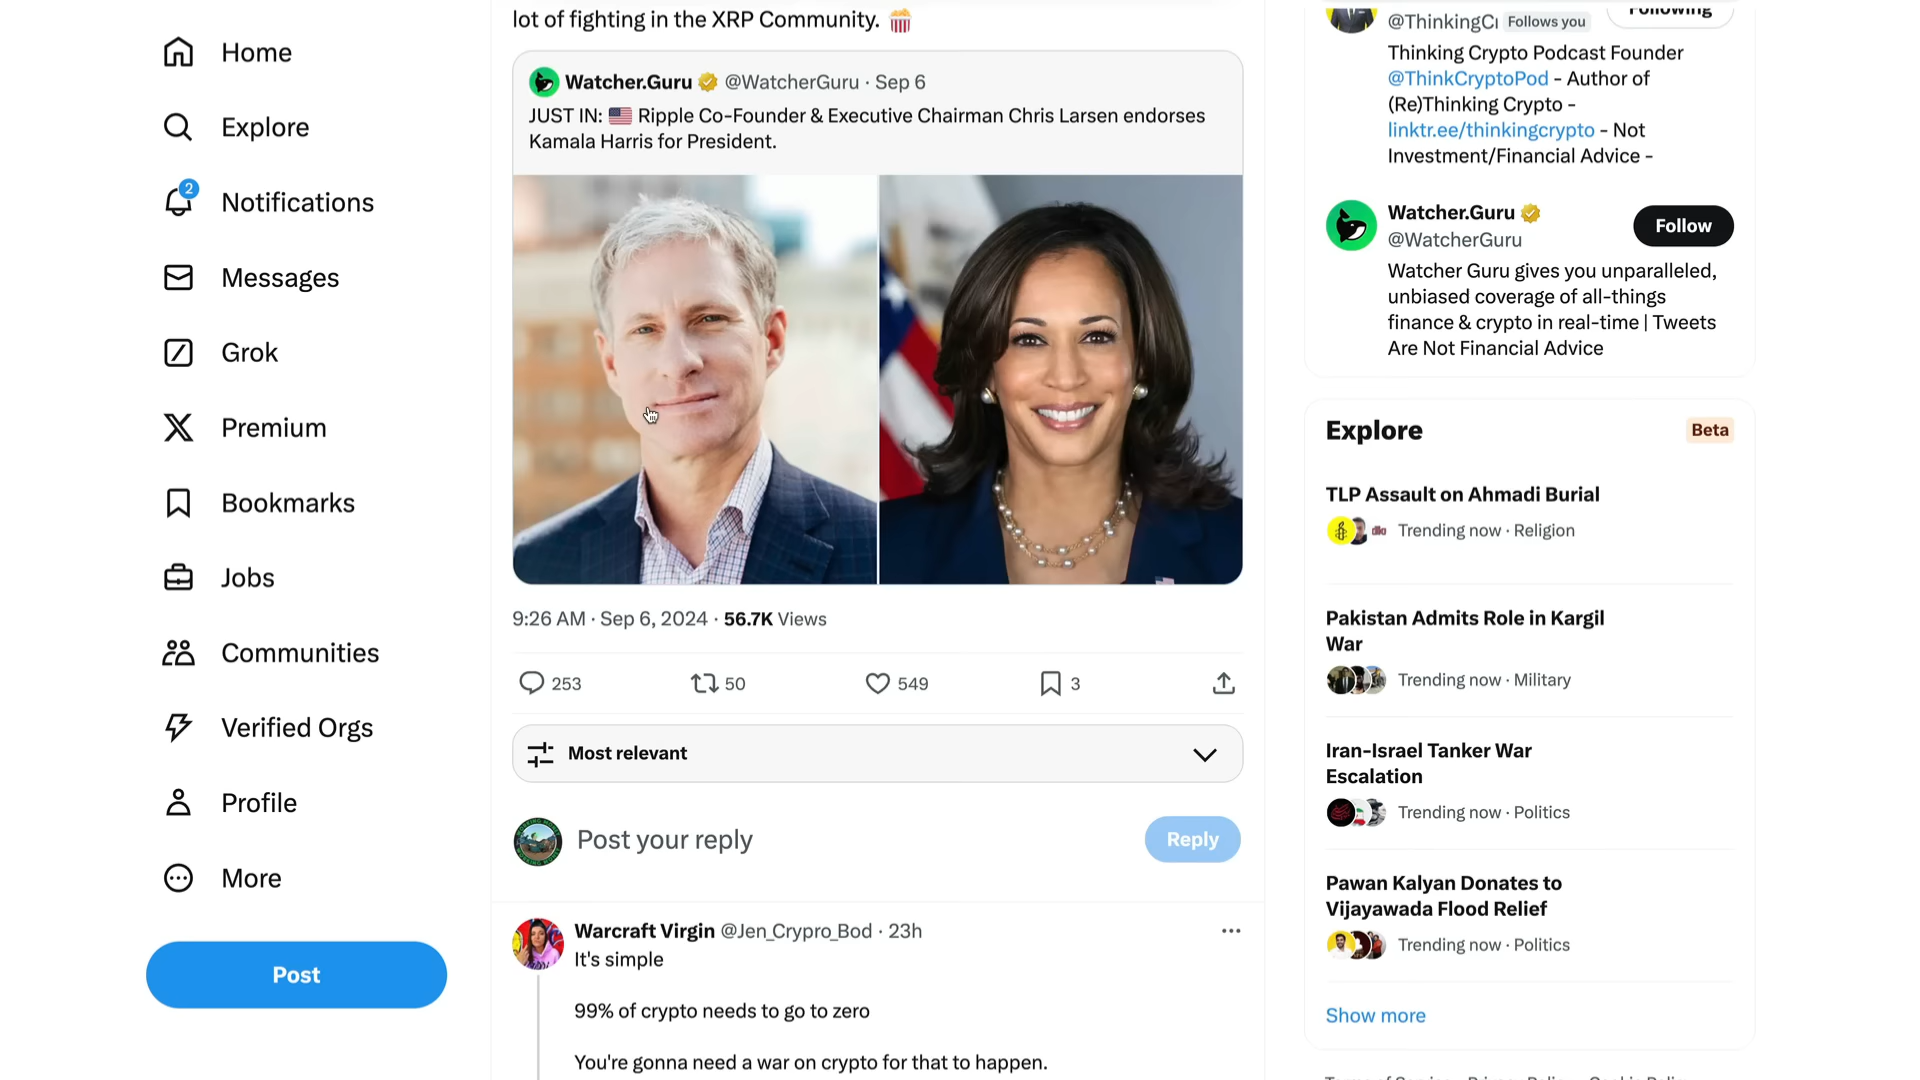 Home
Explore
2
Notifications
Messages
Grok
Premium
Bookmarks
Jobs
Communities
Verified Orgs
Profile
More
Post
lot of fighting in the XRP Community.
Watcher.Guru @WatcherGuru · Sep 6
JUST IN: Ripple Co-Founder & Executive Chairman Chris Larsen endorses
Kamala Harris for President.
9:26 AM · Sep 6, 2024 · 56.7K Views
253 50 549 3
Most relevant
Post your reply
Reply
Warcraft Virgin @Jen_Crypro_Bod · 23h
It's simple
99% of crypto needs to go to zero
You're gonna need a war on crypto for that to happen.
Following
Follows you
Thinking Crypto Podcast Founder
@ThinkCryptoPod - Author of
(Re)Thinking Crypto -
linktr.ee/thinkingcrypto - Not
Investment/Financial Advice -
Watcher.Guru
@WatcherGuru
Follow
Watcher Guru gives you unparalleled,
unbiased coverage of all-things
finance & crypto in real-time | Tweets
Are Not Financial Advice
Explore
Beta
TLP Assault on Ahmadi Burial
Trending now · Religion
Pakistan Admits Role in Kargil
War
Trending now · Military
Iran-Israel Tanker War
Escalation
Trending now · Politics
Pawan Kalyan Donates to
Vijayawada Flood Relief
Trending now · Politics
Show more